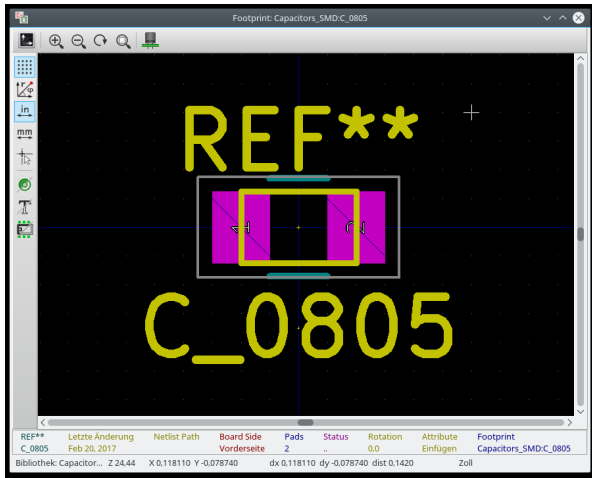 Footprint: Capacitors_SMD:C_0805
in
mm
REF**
1 2
C_0805
REF** Letzte Änderung Netlist Path Board Side Pads Status Rotation Attribute Footprint
C_0805 Feb 20, 2017 Vorderseite 2 .. 0,0 Einfügen Capacitors_SMD:C_0805
Bibliothek: Capacitor... Z 24,44 X 0,118110 Y -0,078740 dx 0,118110 dy -0,078740 dist 0,1420 Zoll